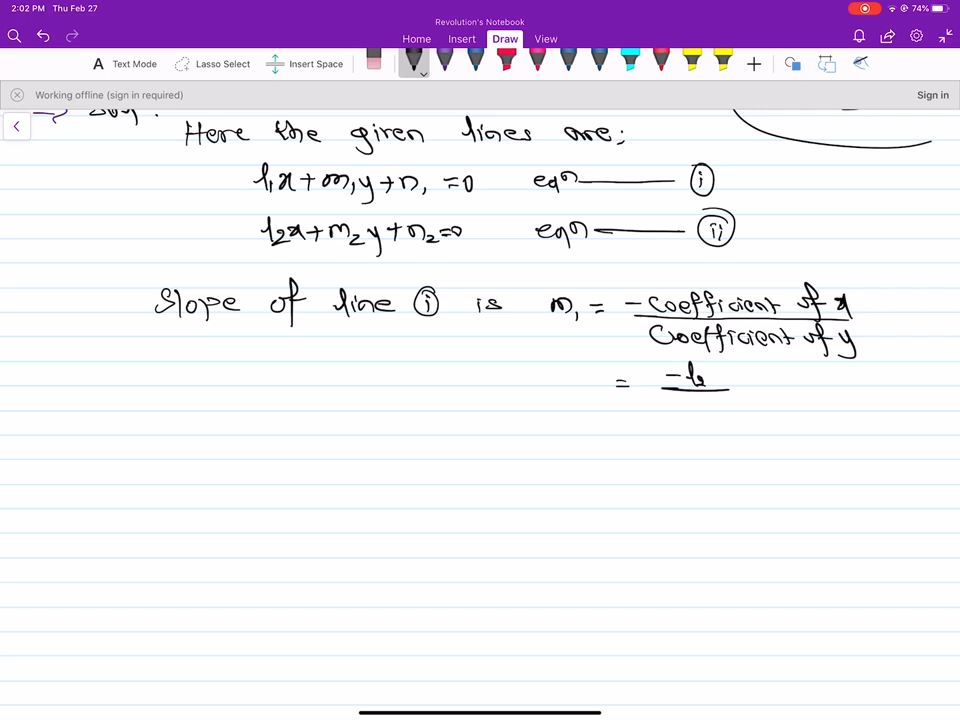 2:02 PM Thu Feb 27
74%
Revolution's Notebook
Home Insert Draw View
A Text Mode Lasso Select Insert Space
Working offline (sign in required) Sign in
Here the given lines are;
l₁x + m₁y + n₁ = 0 eqn ⓘ
l₂x + m₂y + n₂ = 0 eqn ii
Slope of line ⓘ is m₁ = -coefficient of x
coefficient of y
=